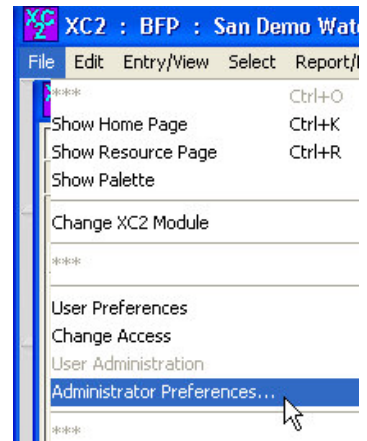 XC2 : BFP : San Demo Wat
File Edit Entry/View Select Report/
*** Ctrl+O
Show Home Page Ctrl+K
Show Resource Page Ctrl+R
Show Palette
Change XC2 Module
***
User Preferences
Change Access
User Administration
Administrator Preferences...
***